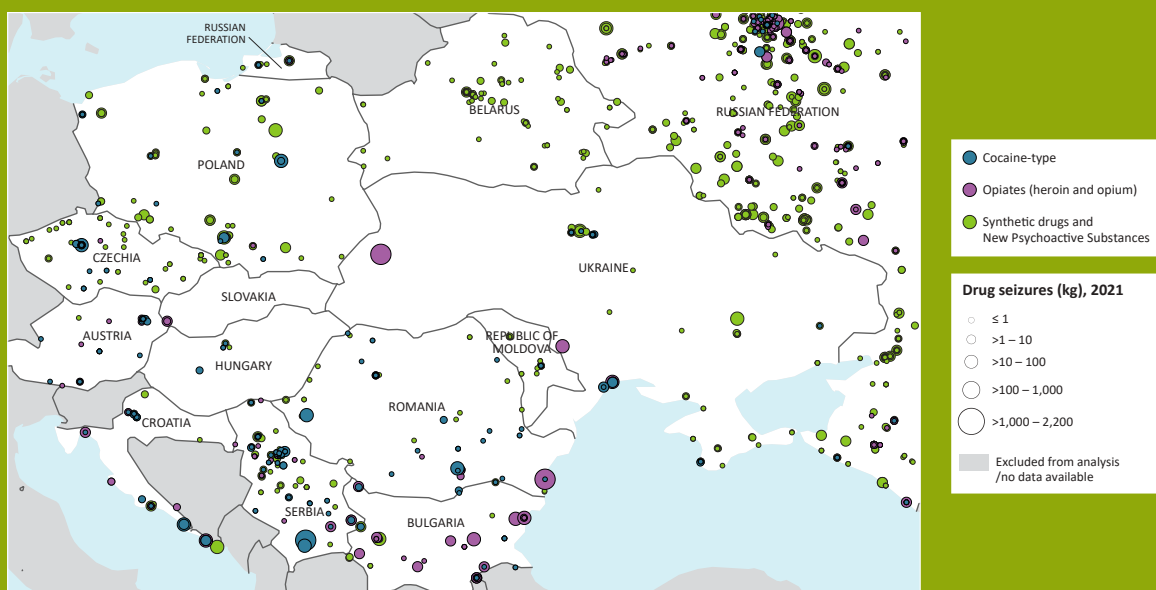 RUSSIAN
FEDERATION
BELARUS
RUSSIAN FEDERATION
POLAND
CZECHIA
UKRAINE
SLOVAKIA
AUSTRIA
REPUBLIC OF
MOLDOVA
HUNGARY
ROMANIA
CROATIA
SERBIA
BULGARIA
Cocaine-type
Opiates (heroin and opium)
Synthetic drugs and
New Psychoactive Substances
Drug seizures (kg), 2021
≤ 1
>1 – 10
>10 – 100
>100 – 1,000
>1,000 – 2,200
Excluded from analysis
/no data available